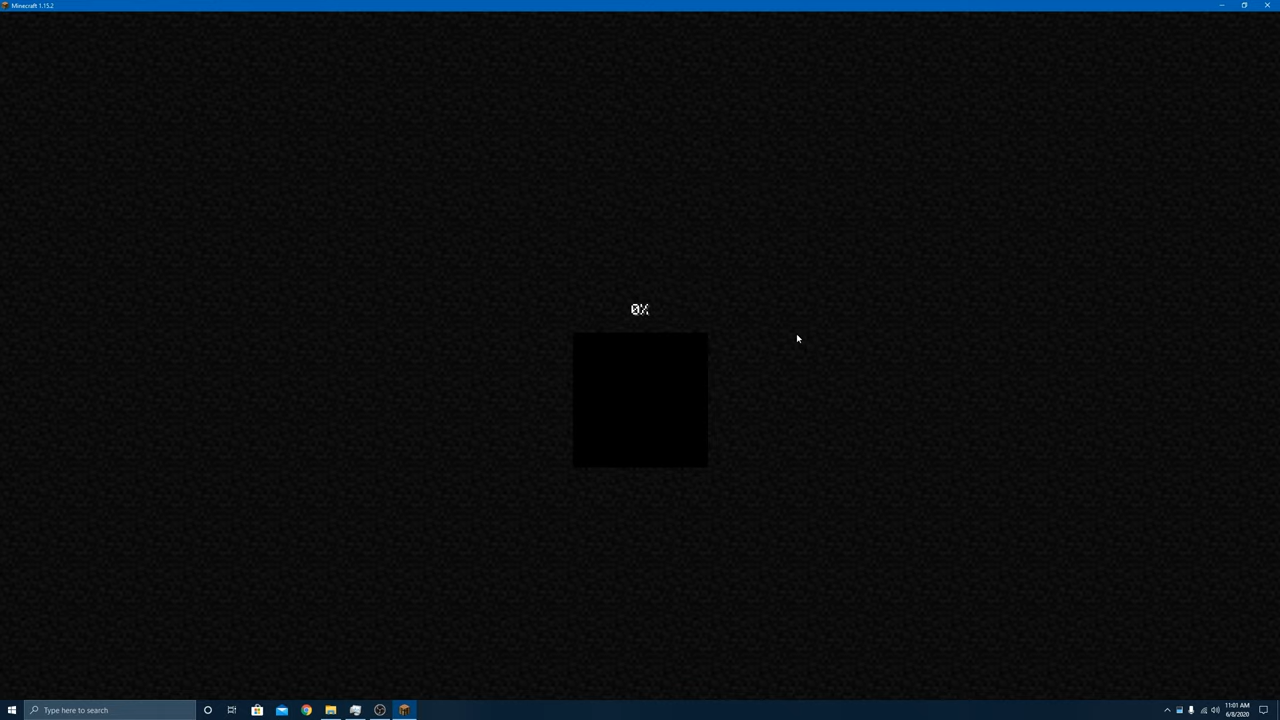 Minecraft 1.15.2
0%
Type here to search
11:01 AM
6/8/2020